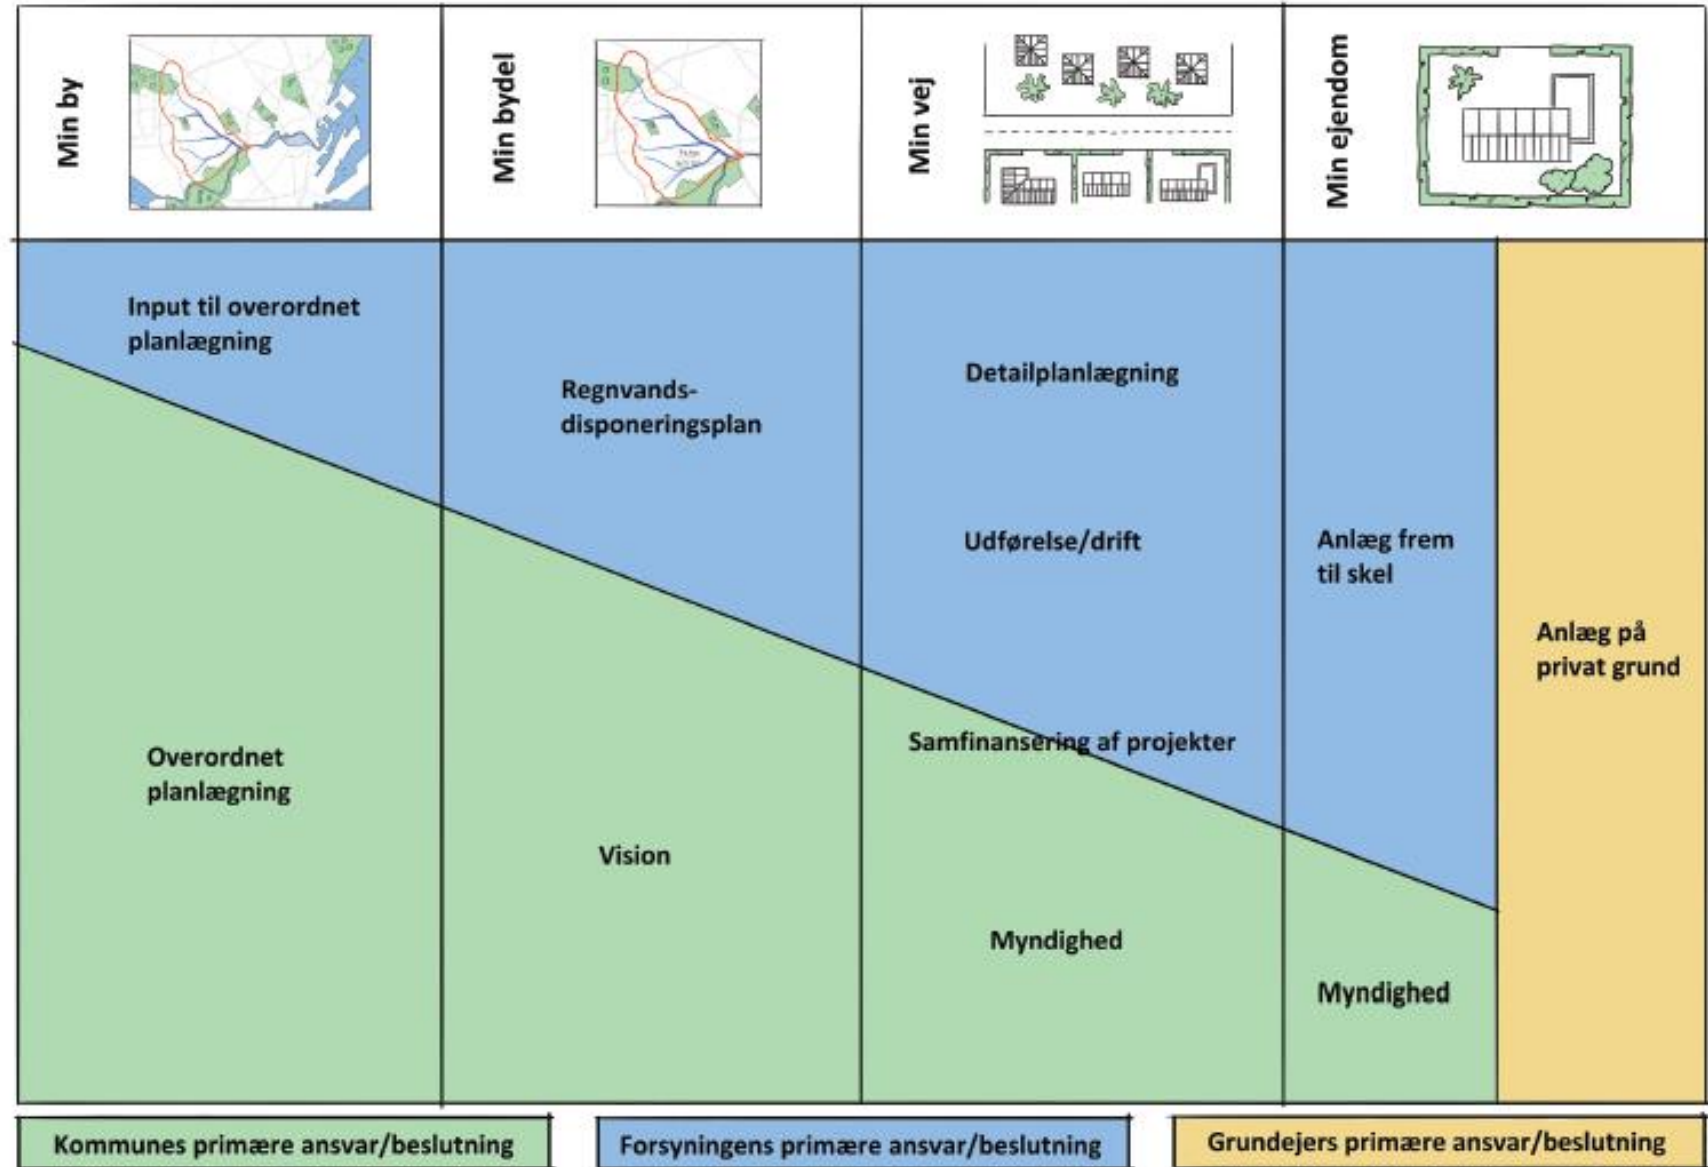 Min by
Min bydel
Min vej
Min ejendom
Input til overordnet
planlægning
Overordnet
planlægning
Regnvands-
disponeringsplan
Vision
Detailplanlægning
Udførelse/drift
Samfinansering af projekter
Myndighed
Anlæg frem
til skel
Myndighed
Anlæg på
privat grund
Kommunes primære ansvar/beslutning
Forsyningens primære ansvar/beslutning
Grundejers primære ansvar/beslutning